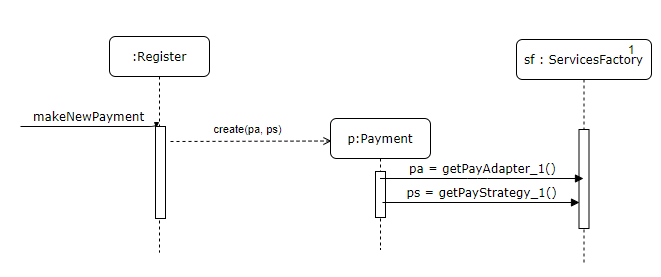 :Register
1
sf : ServicesFactory
makeNewPayment
create(pa, ps)
p:Payment
pa = getPayAdapter_1()
ps = getPayStrategy_1()